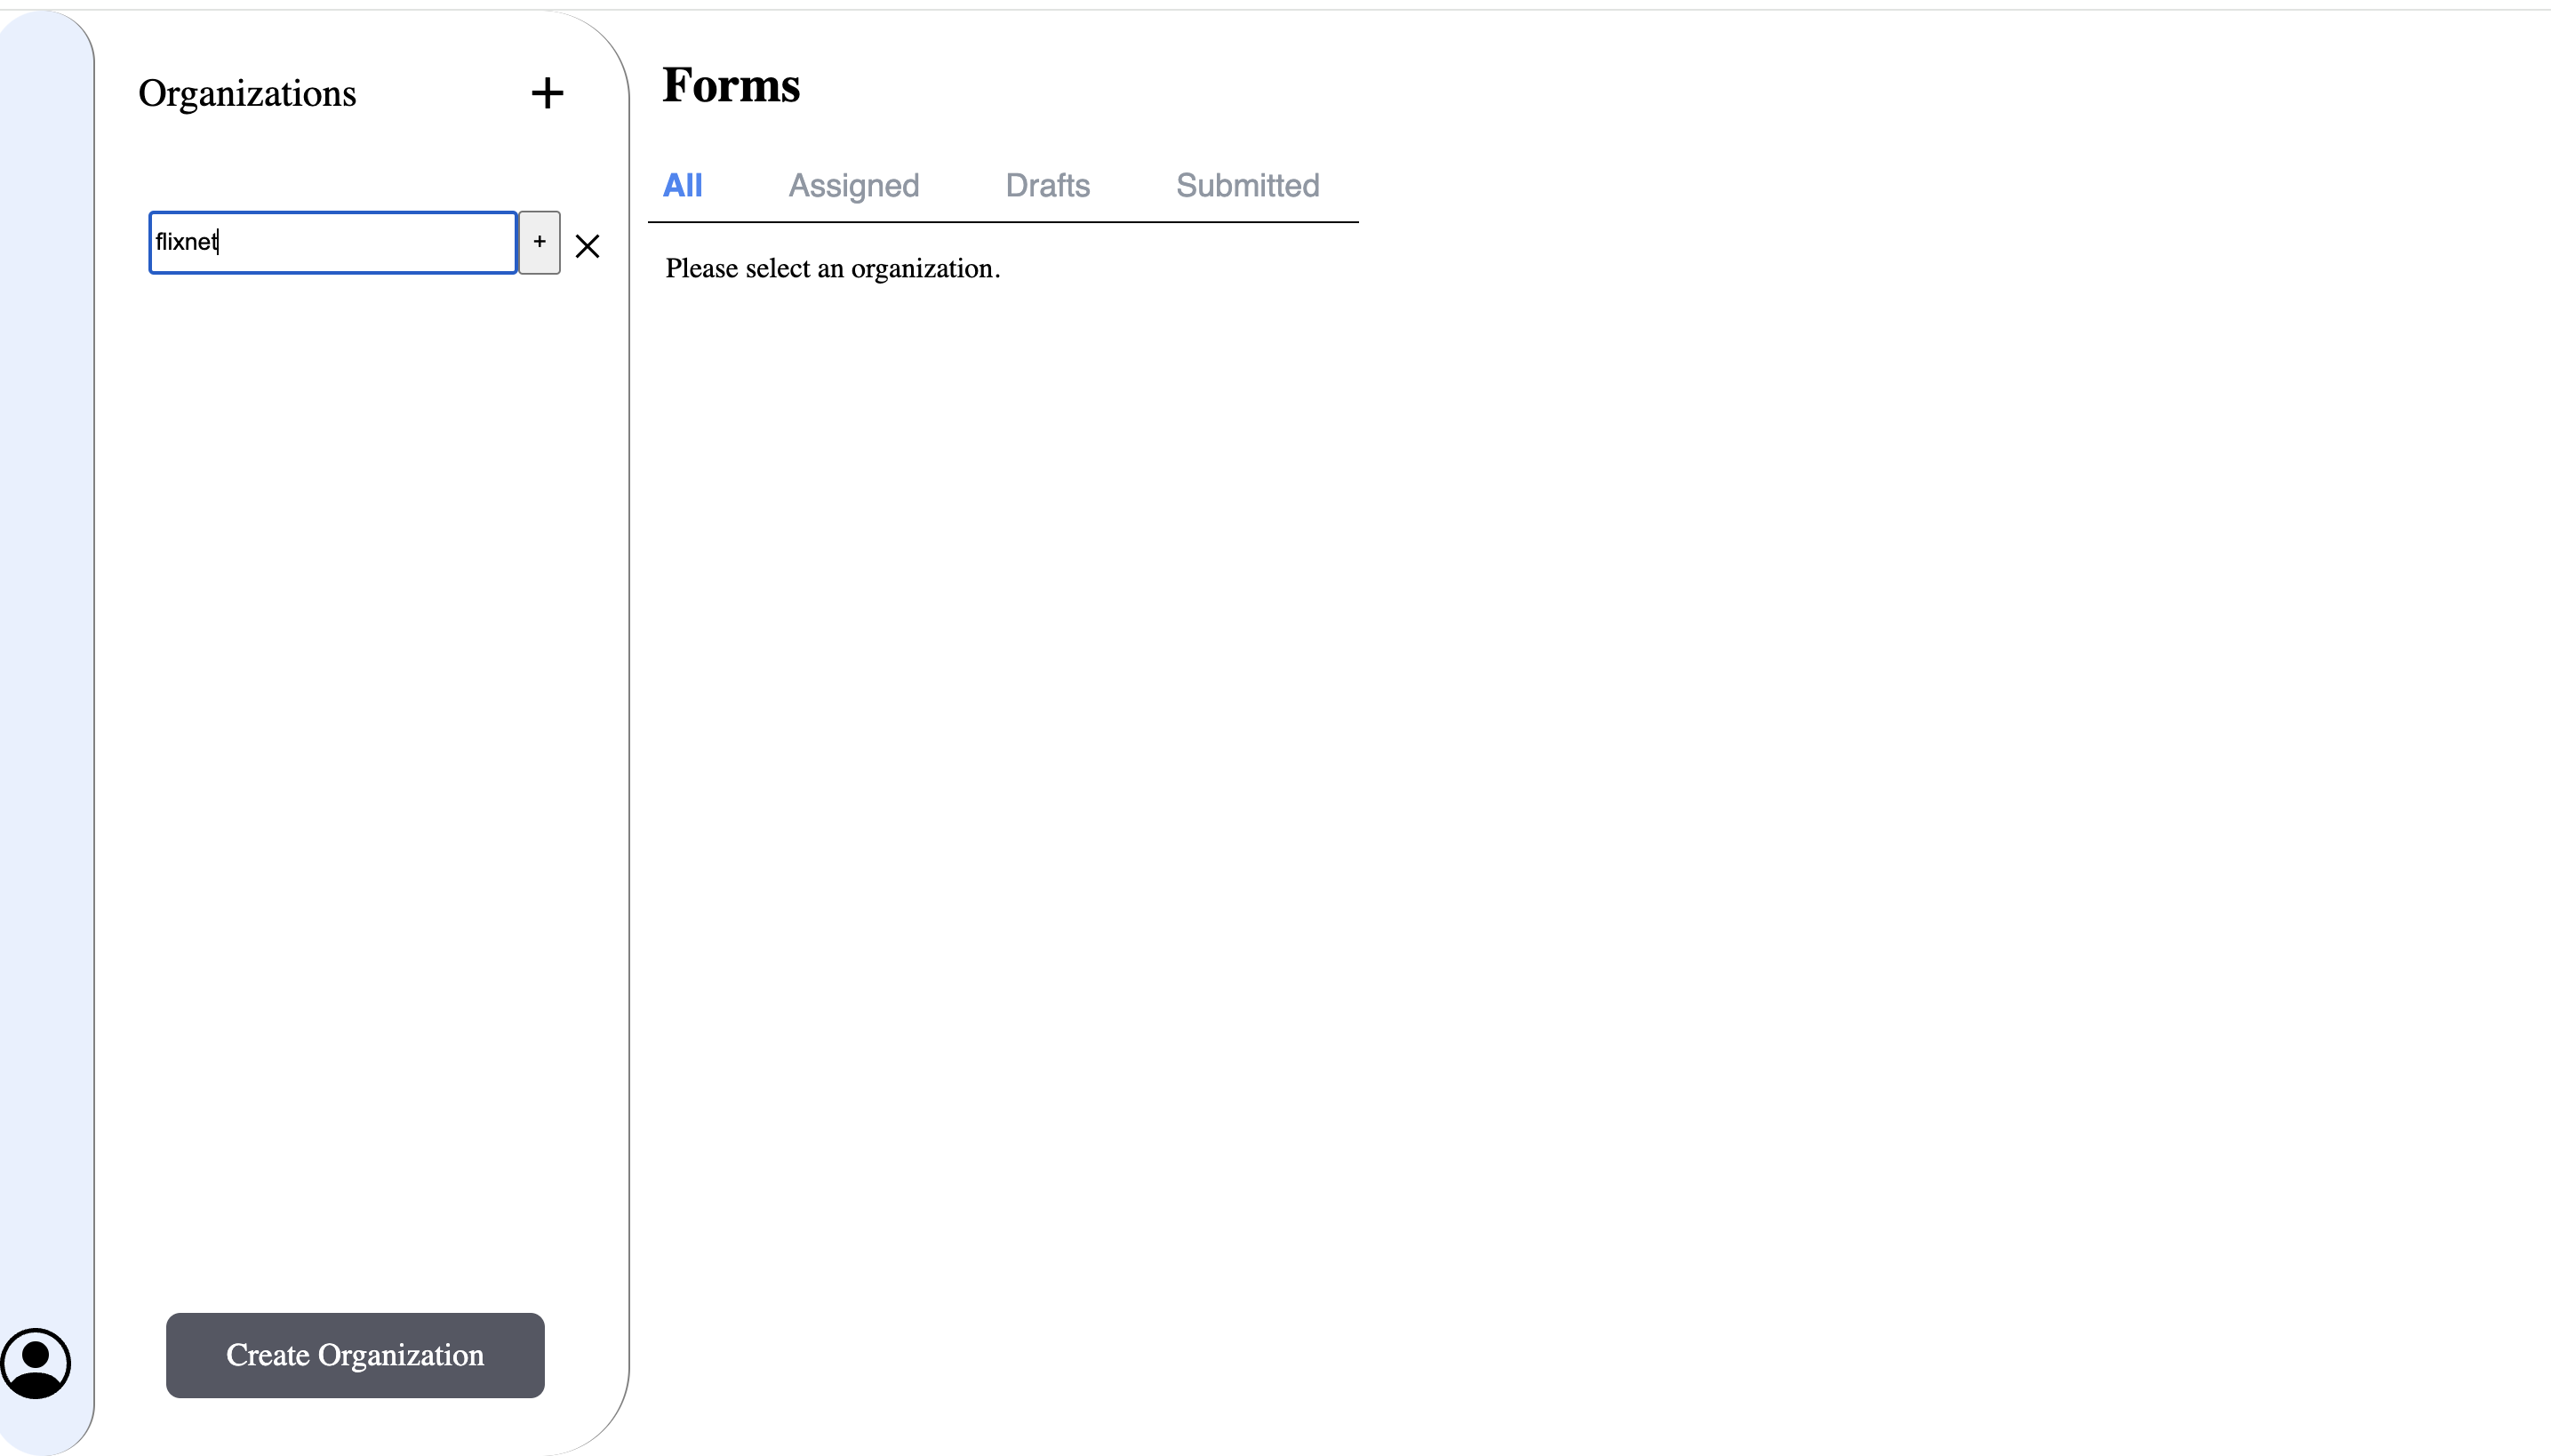 Organizations +
flixnet
+
Create Organization
Forms
All Assigned Drafts Submitted
Please select an organization.